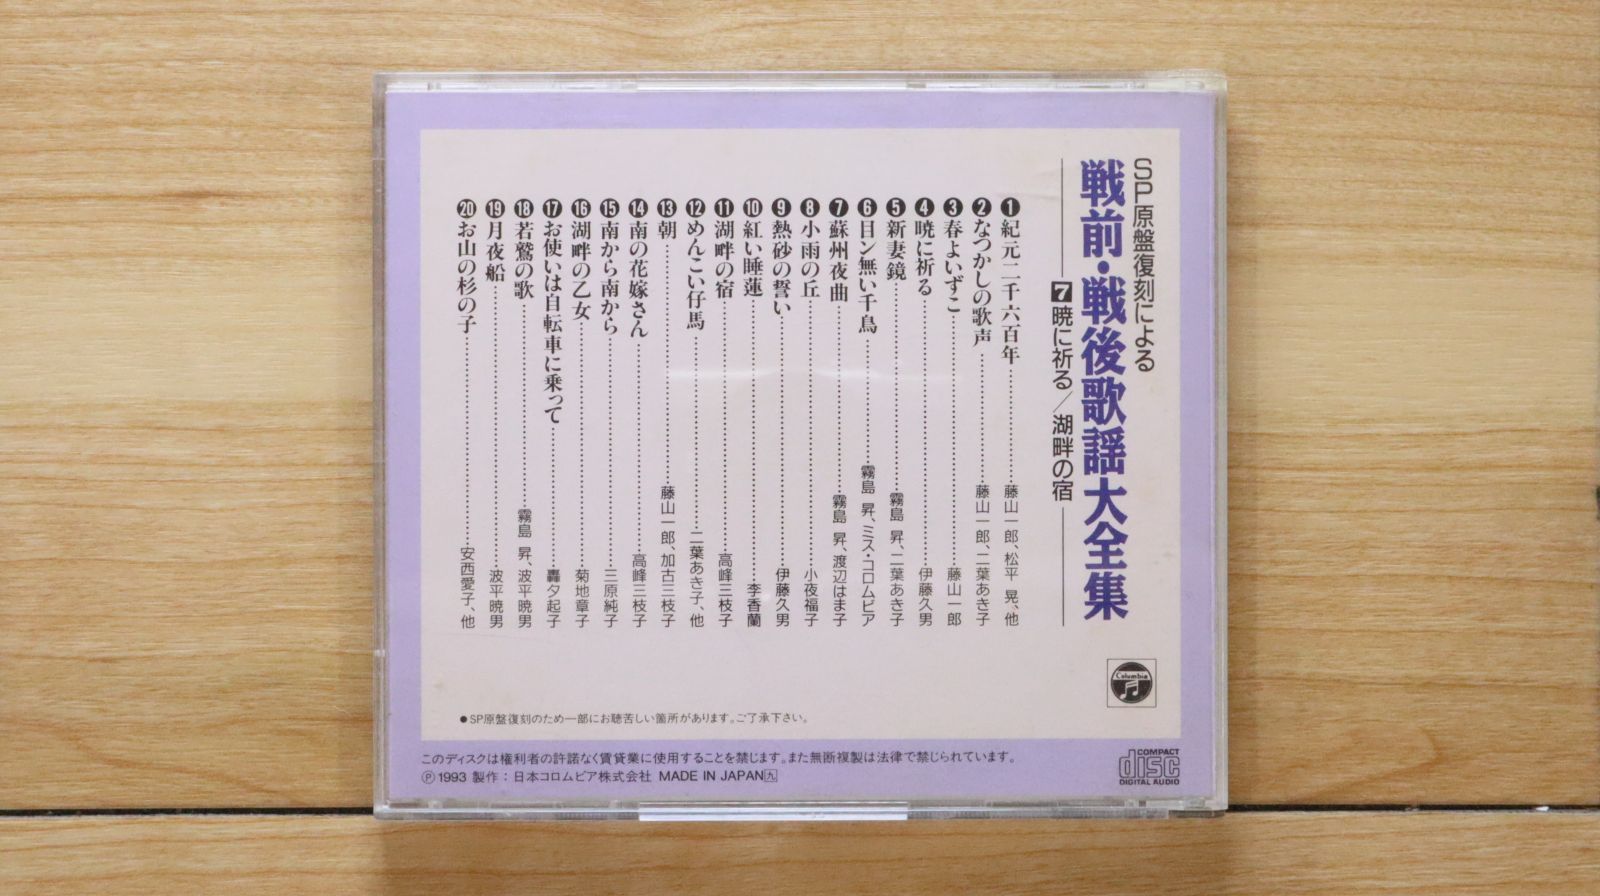 SP原盤復刻による
戦前・戦後歌謡大全集
7 暁に祈る／湖畔の宿
1 紀元二千六百年……藤山一郎、松平 晃、他
2 なつかしの歌声……藤山一郎、二葉あき子
3 春よいずこ……藤山一郎
4 暁に祈る……伊藤久男
5 新妻鏡……霧島 昇、二葉あき子
6 目ン無い千鳥……霧島 昇、ミス・コロムビア
7 蘇州夜曲……霧島 昇、渡辺はま子
8 小雨の丘……小夜福子
9 熱砂の誓い……伊藤久男
10 紅い睡蓮……李香蘭
11 湖畔の宿……高峰三枝子
12 めんこい仔馬……二葉あき子、他
13 朝……藤山一郎、加古三枝子
14 南の花嫁さん……高峰三枝子
15 南から南から……三原純子
16 湖畔の乙女……菊地章子
17 お使いは自転車に乗って……轟夕起子
18 若鷲の歌……霧島 昇、波平暁男
19 月夜船……波平暁男
20 お山の杉の子……安西愛子、他
Columbia
●SP原盤復刻のため一部にお聴苦しい箇所があります。ご了承下さい。
このディスクは権利者の許諾なく賃貸業に使用することを禁じます。また無断複製は法律で禁じられています。
Ⓟ1993 製作：日本コロムビア株式会社 MADE IN JAPAN 九
COMPACT
disc
DIGITAL AUDIO